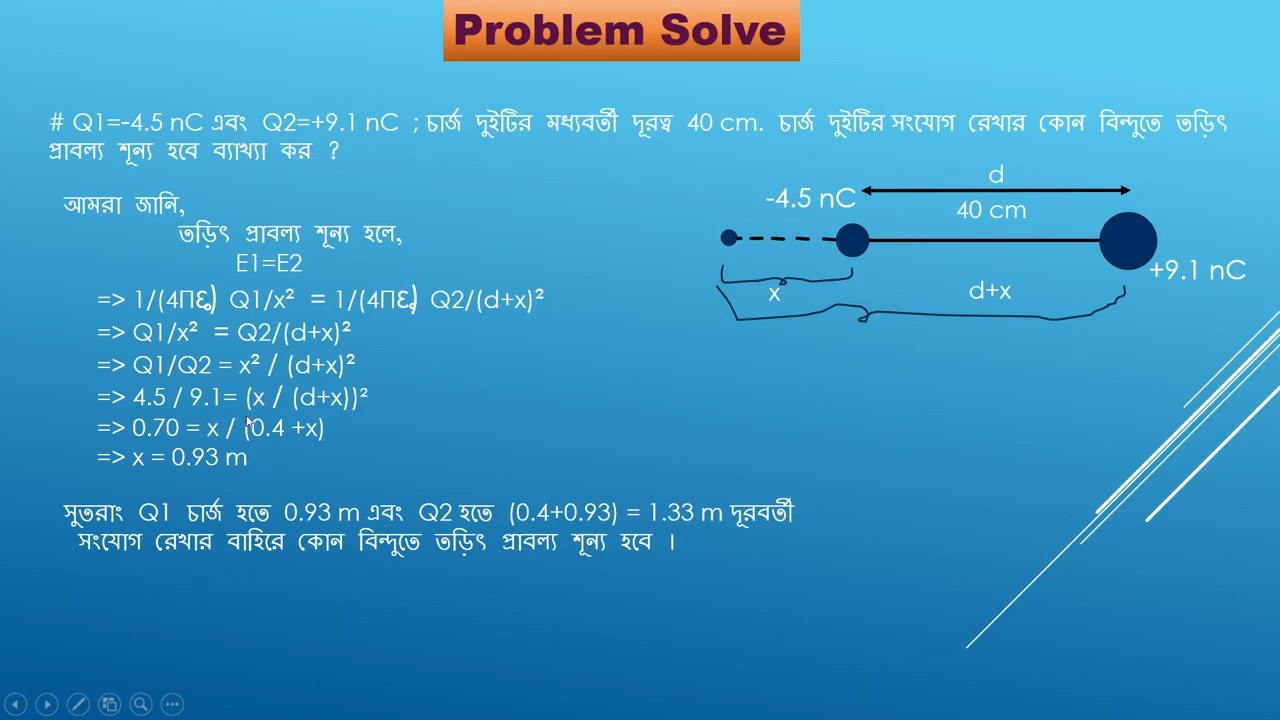 Problem Solve
# Q1=-4.5 nC এবং Q2=+9.1 nC ; চার্জ দুইটির মধ্যবর্তী দূরত্ব 40 cm. চার্জ দুইটির সংযোগ রেখার কোন বিন্দুতে তড়িৎ
প্রাবল্য শূন্য হবে ব্যাখ্যা কর ?
আমরা জানি,
তড়িৎ প্রাবল্য শূন্য হলে,
E1=E2
=> 1/(4Πε₀) Q1/x² = 1/(4Πε₀) Q2/(d+x)²
=> Q1/x² = Q2/(d+x)²
=> Q1/Q2 = x² / (d+x)²
=> 4.5 / 9.1= (x / (d+x))²
=> 0.70 = x / (0.4 +x)
=> x = 0.93 m
সুতরাং Q1 চার্জ হতে 0.93 m এবং Q2 হতে (0.4+0.93) = 1.33 m দূরবর্তী
সংযোগ রেখার বাহিরে কোন বিন্দুতে তড়িৎ প্রাবল্য শূন্য হবে ।
d
-4.5 nC
40 cm
+9.1 nC
x
d+x